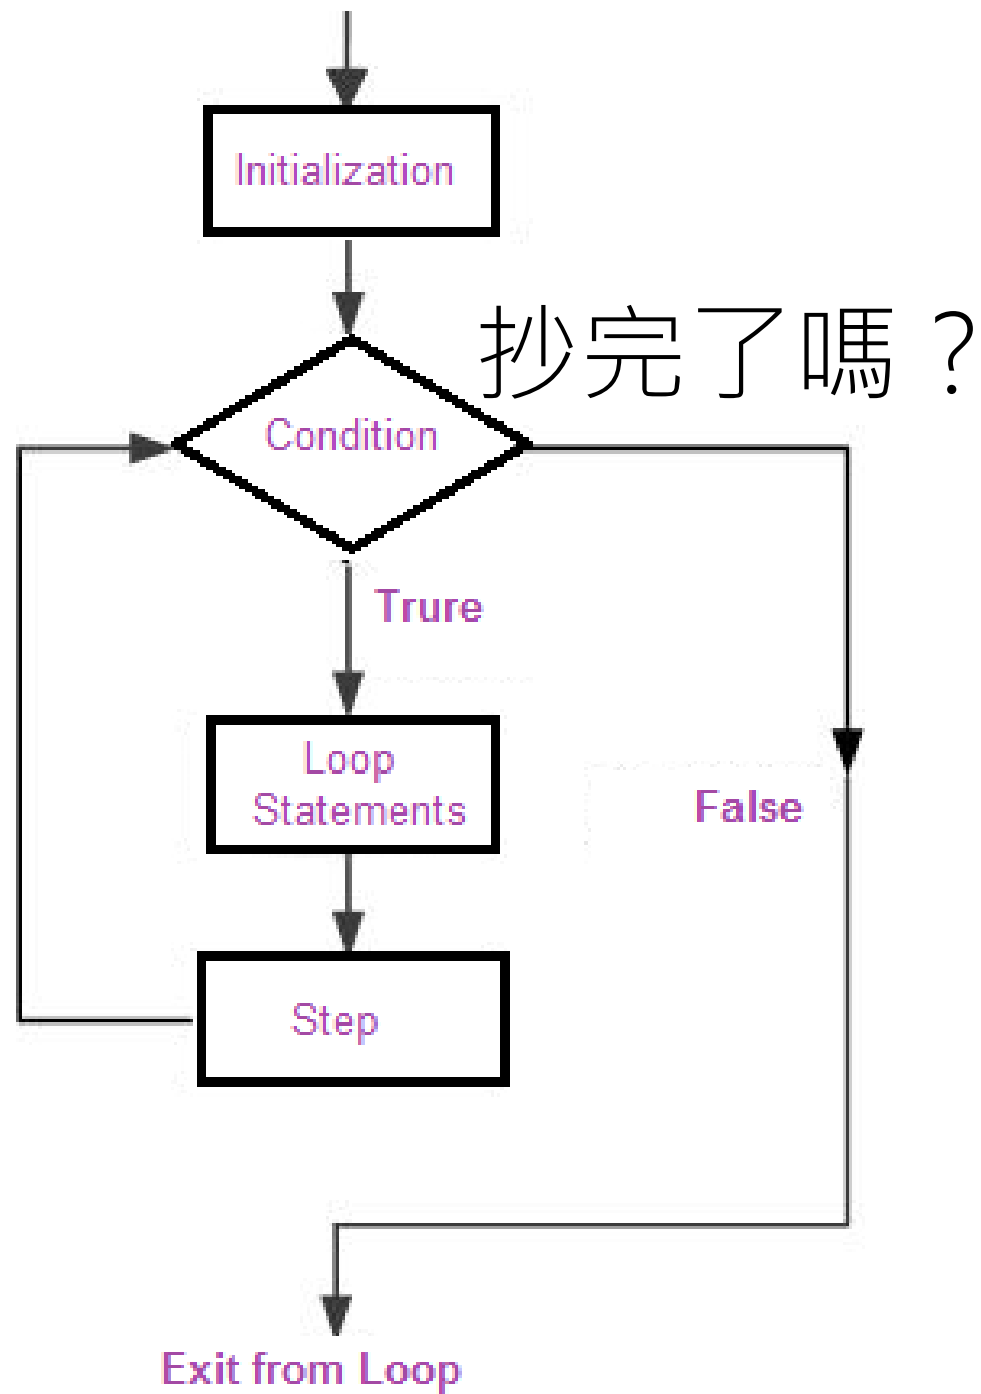 Initialization
抄完了嗎？
Condition
Trure
Loop
Statements
False
Step
Exit from Loop